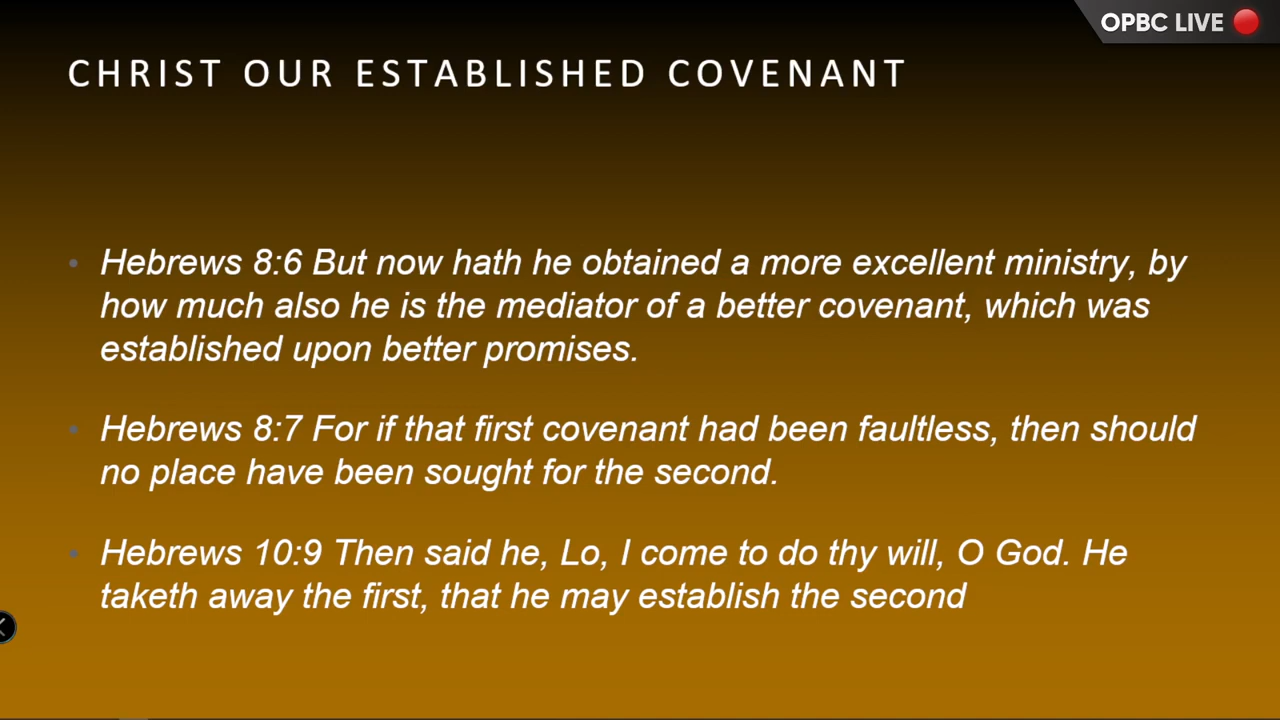 OPBC LIVE
CHRIST OUR ESTABLISHED COVENANT
• Hebrews 8:6 But now hath he obtained a more excellent ministry, by
how much also he is the mediator of a better covenant, which was
established upon better promises.
• Hebrews 8:7 For if that first covenant had been faultless, then should
no place have been sought for the second.
• Hebrews 10:9 Then said he, Lo, I come to do thy will, O God. He
taketh away the first, that he may establish the second